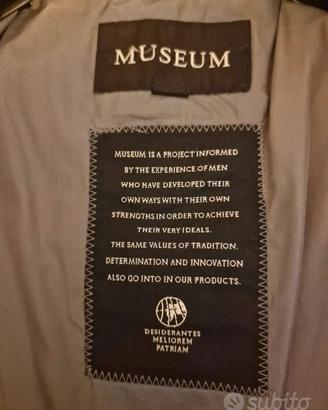 MUSEUM
MUSEUM IS A PROJECT INFORMED
BY THE EXPERIENCE OF MEN
WHO HAVE DEVELOPED THEIR
OWN WAYS WITH THEIR OWN
STRENGTHS IN ORDER TO ACHIEVE
THEIR VERY IDEALS.
THE SAME VALUES OF TRADITION,
DETERMINATION AND INNOVATION
ALSO GO INTO IN OUR PRODUCTS.
DESIDERANTES
MELIOREM
PATRIAM
subito